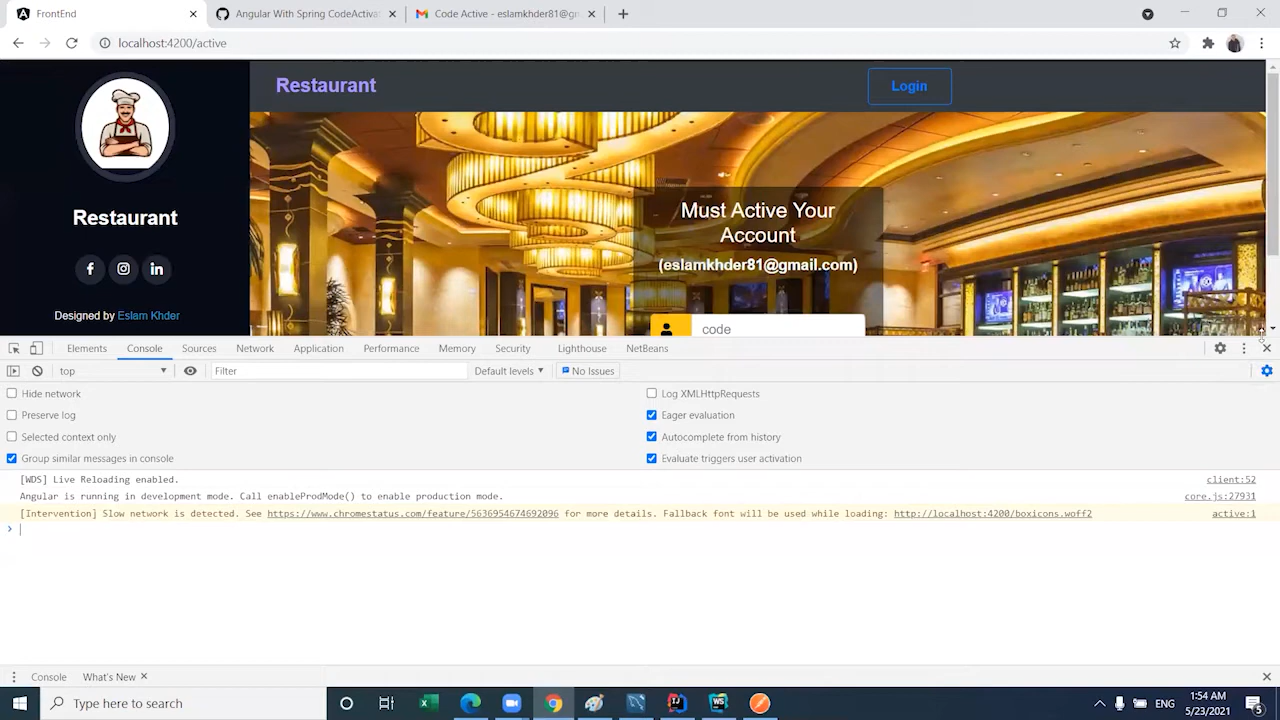 FrontEnd
Angular With Spring CodeActivat
Code Active - eslamkhder81@gm
localhost:4200/active
Restaurant
Login
Restaurant
Designed by Eslam Khder
Must Active Your
Account
(eslamkhder81@gmail.com)
code
Elements Console Sources Network Application Performance Memory Security Lighthouse NetBeans
top Filter Default levels No Issues
Hide network Log XMLHttpRequests
Preserve log Eager evaluation
Selected context only Autocomplete from history
Group similar messages in console Evaluate triggers user activation
[WDS] Live Reloading enabled. client:52
Angular is running in development mode. Call enableProdMode() to enable production mode. core.js:27931
[Intervention] Slow network is detected. See https://www.chromestatus.com/feature/5636954674692096 for more details. Fallback font will be used while loading: http://localhost:4200/boxicons.woff2 active:1
Console What's New
Type here to search
1:54 AM
5/23/2021
5